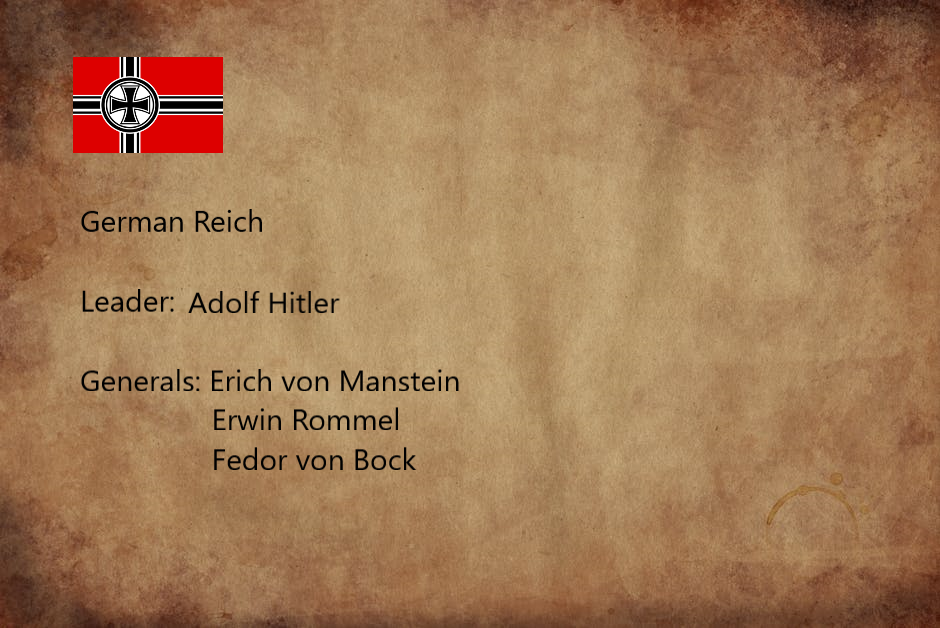 German Reich
Leader: Adolf Hitler
Generals: Erich von Manstein
Erwin Rommel
Fedor von Bock